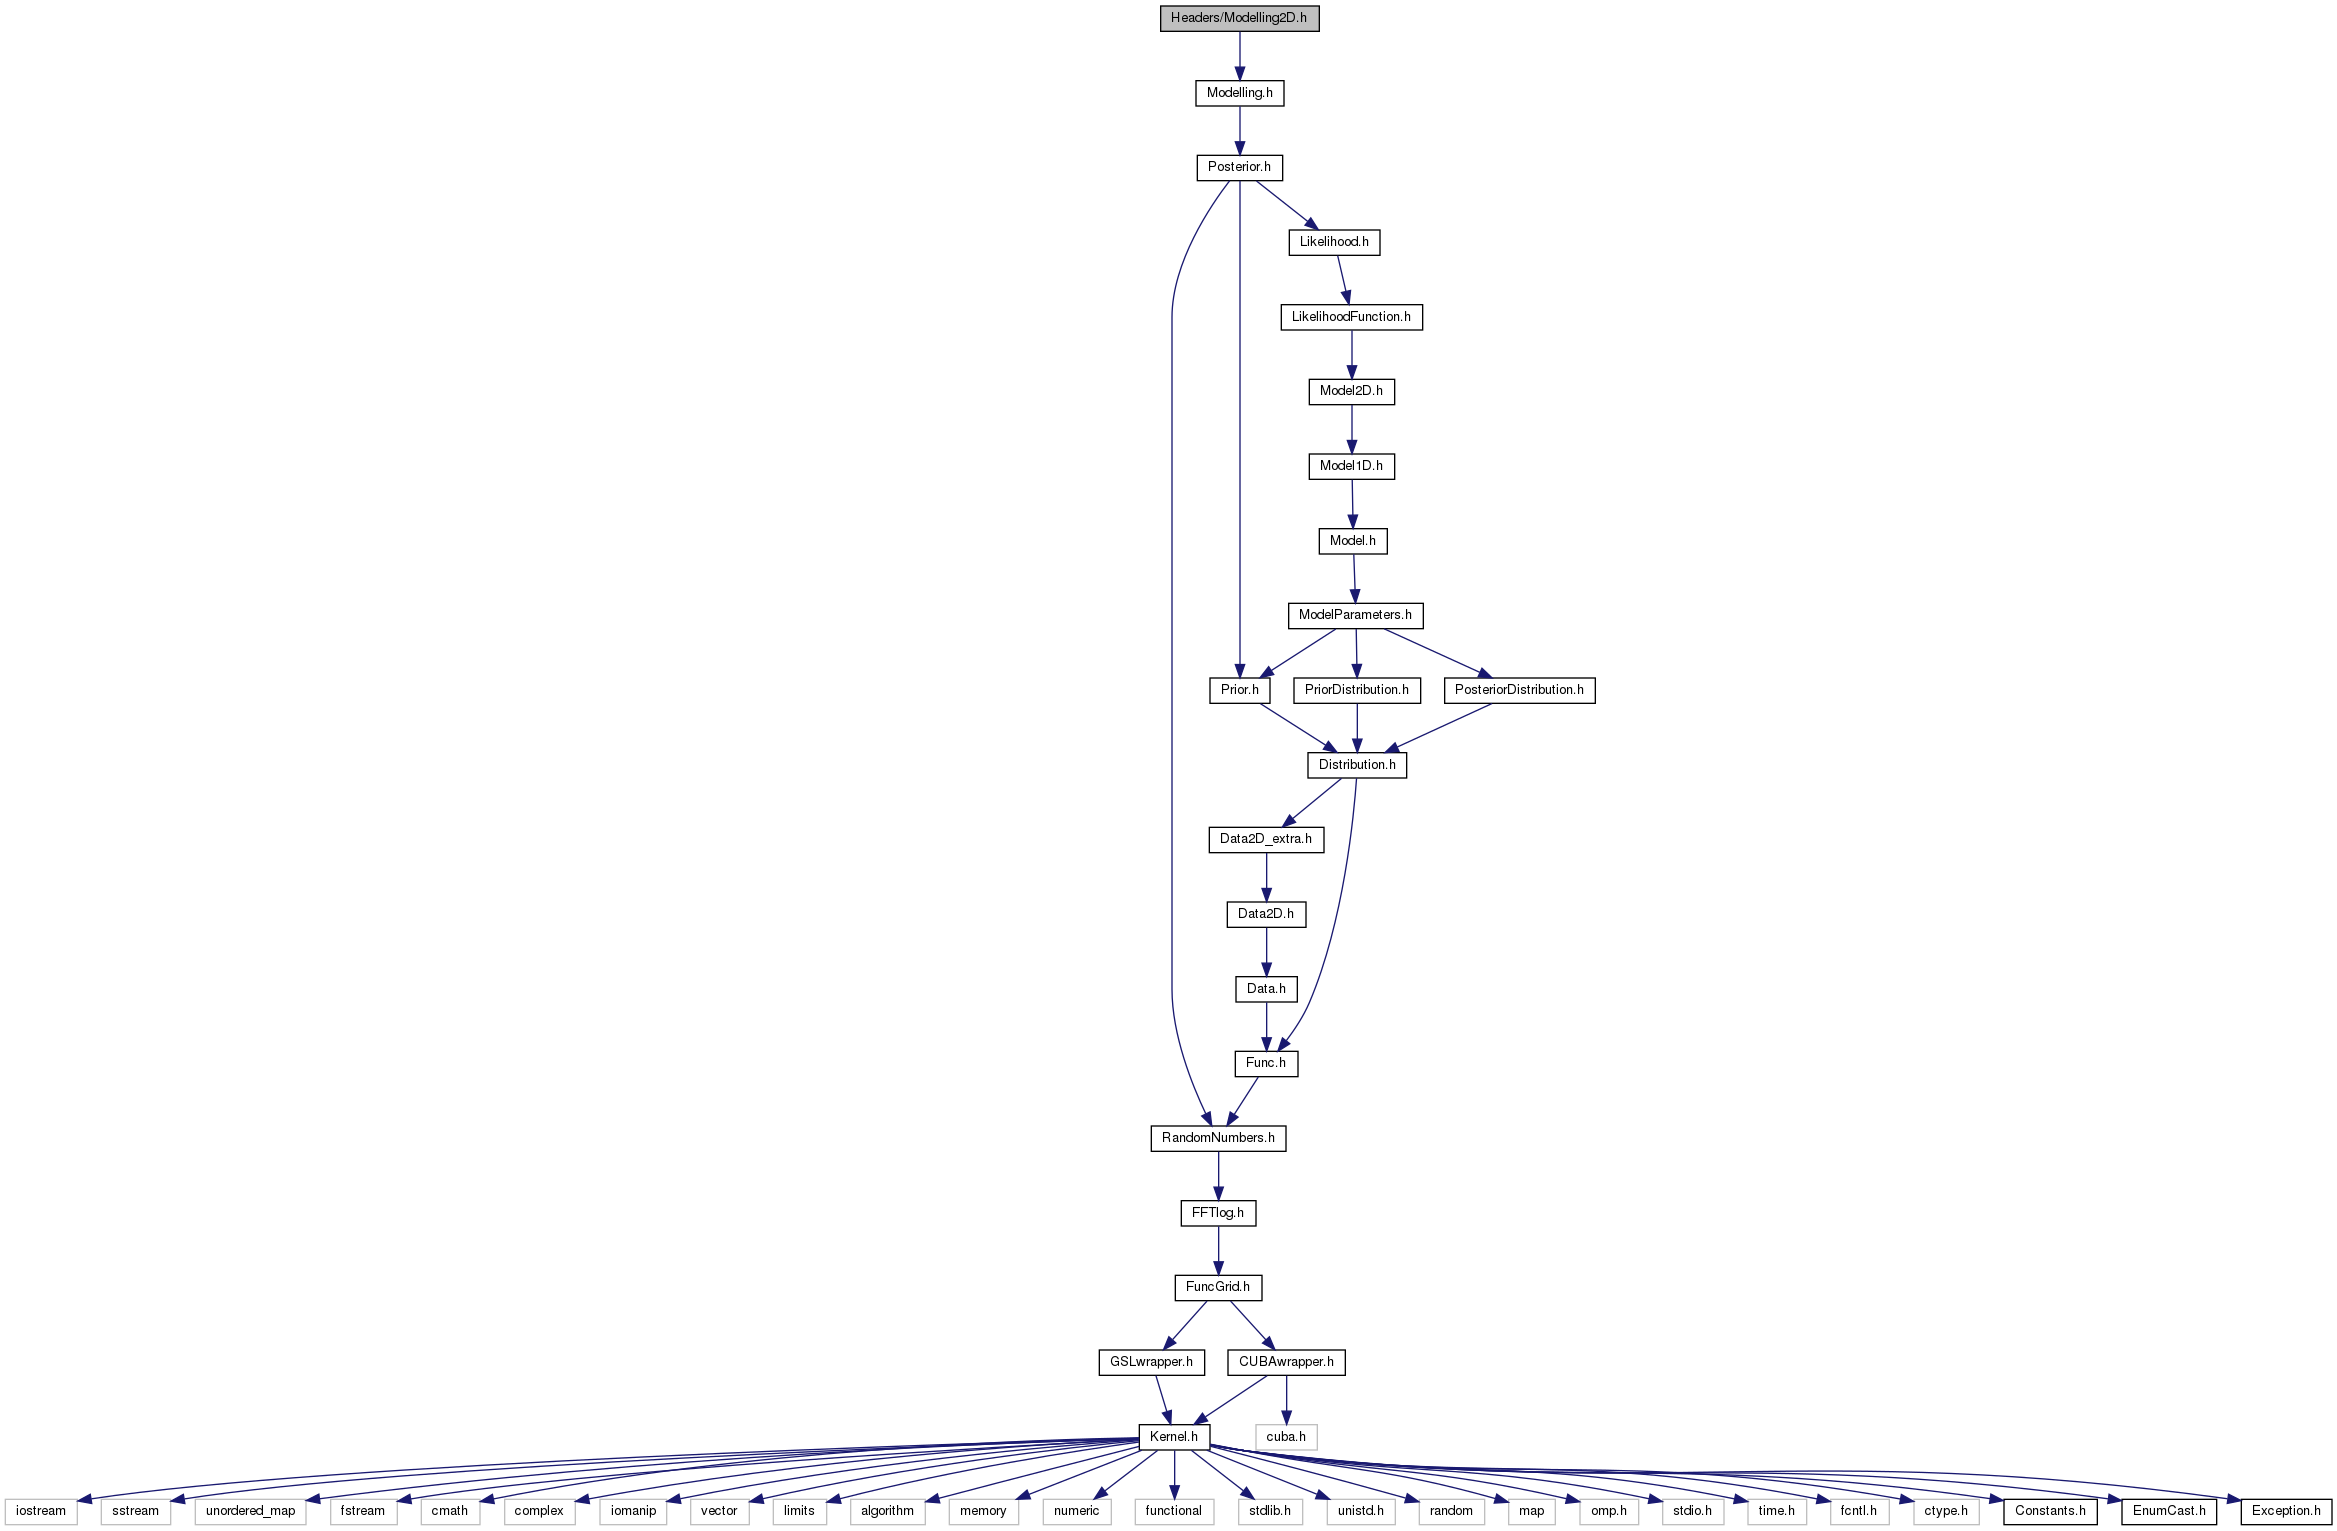 Headers/Modelling2D.h
Modelling.h
Posterior.h
Likelihood.h
LikelihoodFunction.h
Model2D.h
Model1D.h
Model.h
ModelParameters.h
Prior.h
PriorDistribution.h
PosteriorDistribution.h
Distribution.h
Data2D_extra.h
Data2D.h
Data.h
Func.h
RandomNumbers.h
FFTlog.h
FuncGrid.h
GSLwrapper.h
CUBAwrapper.h
Kernel.h
cuba.h
iostream
sstream
unordered_map
fstream
cmath
complex
iomanip
vector
limits
algorithm
memory
numeric
functional
stdlib.h
unistd.h
random
map
omp.h
stdio.h
time.h
fcntl.h
ctype.h
Constants.h
EnumCast.h
Exception.h